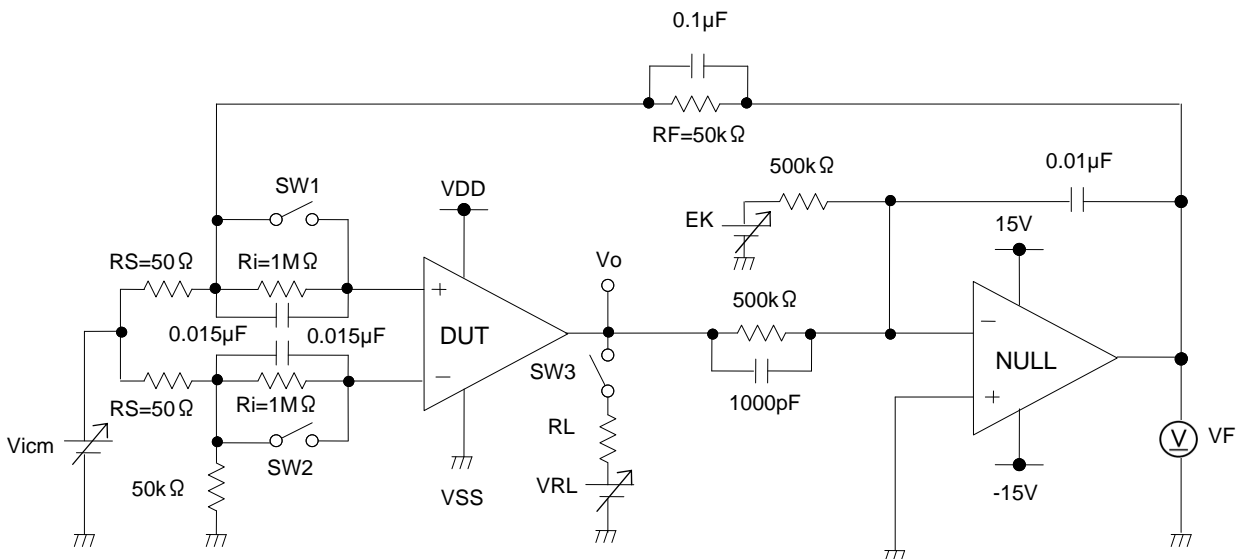 0.1μF
RF=50kΩ
500kΩ
0.01μF
SW1
VDD
EK
15V
RS=50Ω
Ri=1MΩ
Vo
500kΩ
0.015μF
0.015μF
+
DUT
−
−
NULL
+
SW3
1000pF
RS=50Ω
Ri=1MΩ
RL
Vicm
SW2
V
VF
50kΩ
VSS
VRL
-15V